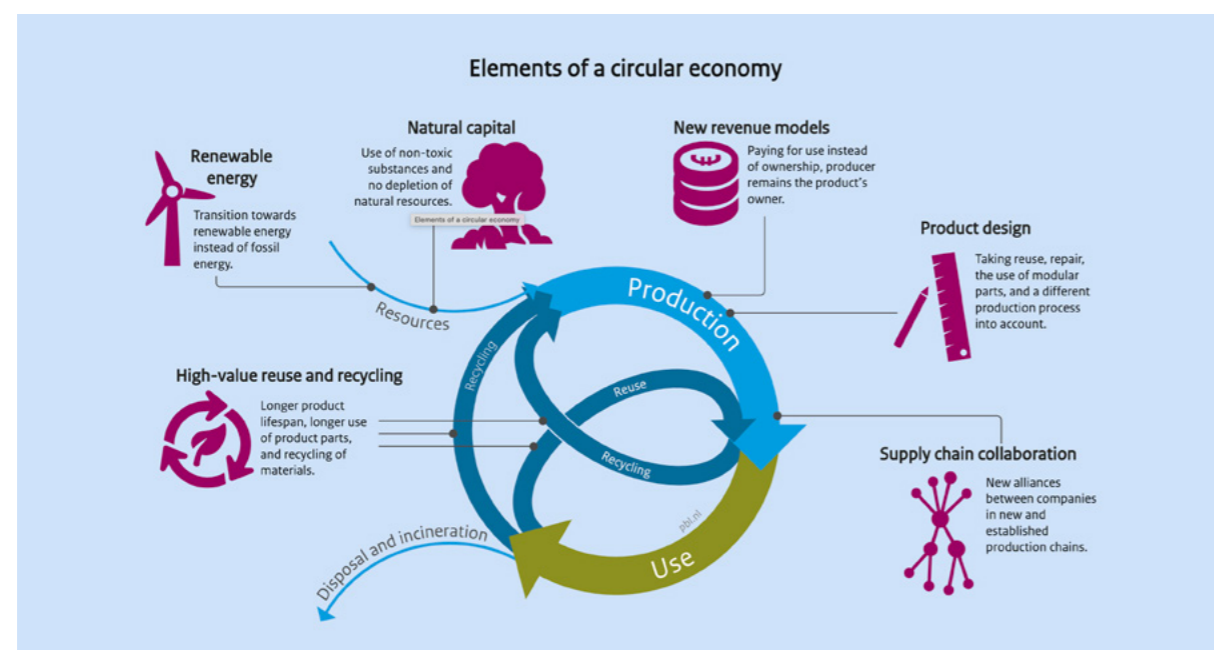 Elements of a circular economy
Natural capital
Use of non-toxic
substances and
no depletion of
natural resources.
Elements of a circular economy
New revenue models
Paying for use instead
of ownership, producer
remains the product's
owner.
Renewable
energy
Transition towards
renewable energy
instead of fossil
energy.
Product design
Taking reuse, repair,
the use of modular
parts, and a different
production process
into account.
Resources
Production
High-value reuse and recycling
Longer product
lifespan, longer use
of product parts,
and recycling of
materials.
Recycling
Reuse
Recycling
Supply chain collaboration
New alliances
between companies
in new and
established
production chains.
Disposal and incineration
pbl.nl
Use